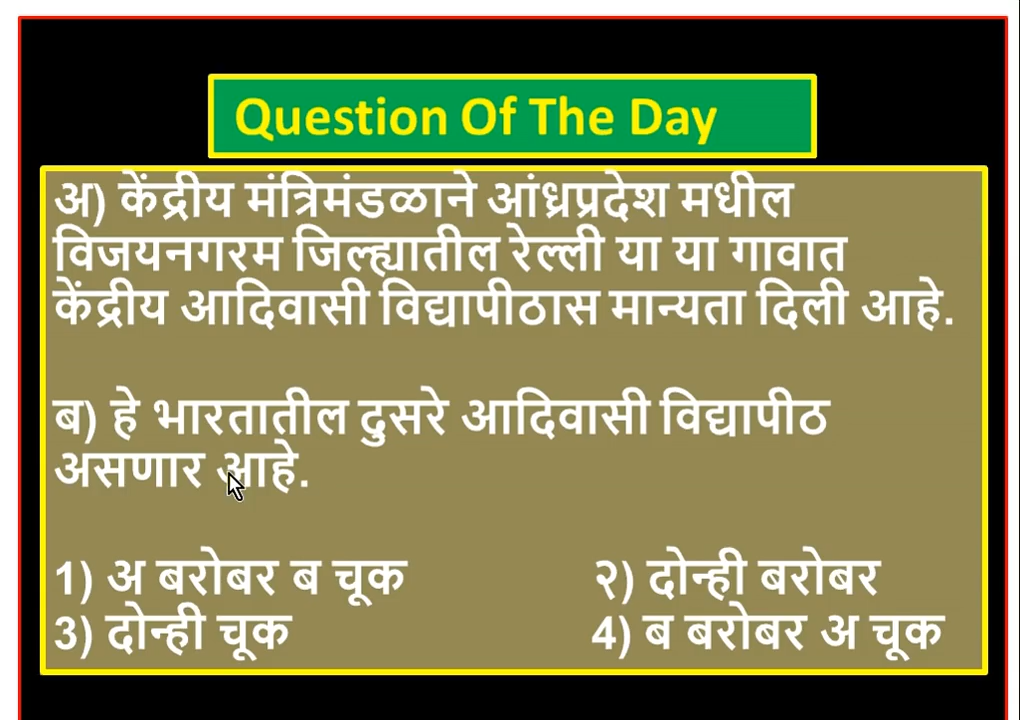 Question Of The Day
अ) केंद्रीय मंत्रिमंडळाने आंध्रप्रदेश मधील
विजयनगरम जिल्ह्यातील रेल्ली या या गावात
केंद्रीय आदिवासी विद्यापीठास मान्यता दिली आहे.
ब) हे भारतातील दुसरे आदिवासी विद्यापीठ
असणार आहे.
1) अ बरोबर ब चूक २) दोन्ही बरोबर
3) दोन्ही चूक 4) ब बरोबर अ चूक